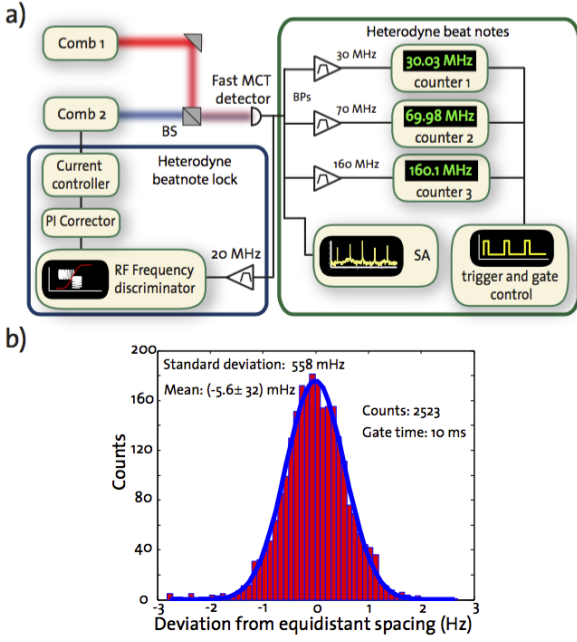 a)
Comb 1
Comb 2
BS
Fast MCT
detector
Heterodyne
beatnote lock
Current
controller
PI Corrector
RF Frequency
discriminator
20 MHz
Heterodyne beat notes
BPs
30 MHz
30.03 MHz
counter 1
70 MHz
69.98 MHz
counter 2
160 MHz
160.1 MHz
counter 3
SA
trigger and gate
control
b)
Standard deviation: 558 mHz
Mean: (-5.6± 32) mHz
Counts: 2523
Gate time: 10 ms
Counts
200
160
120
80
40
0
-3
-2
-1
0
1
2
3
Deviation from equidistant spacing (Hz)